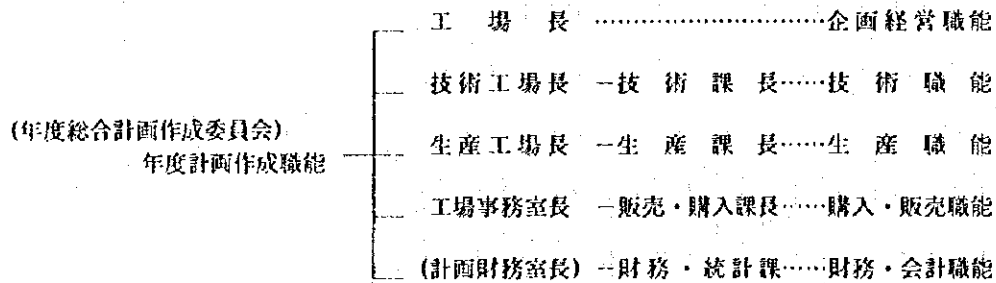 工場長…………………………企画経営職能
技術工場長―技術課長……技術職能
(年度総合計画作成委員会)
生産工場長―生産課長……生産職能
年度計画作成職能
工場事務室長―販売・購入課長……購入・販売職能
(計画財務室長)―財務・統計課……財務・会計職能